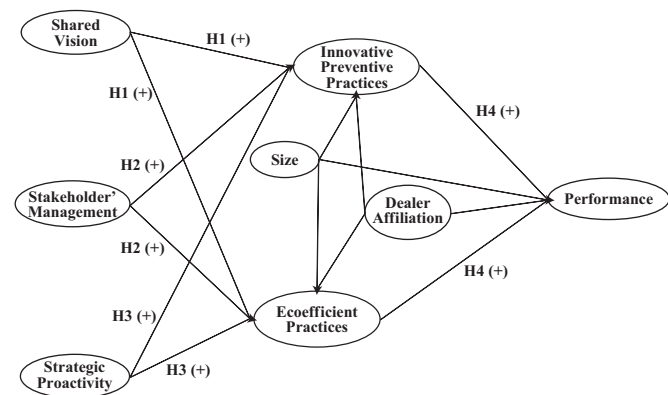 Shared
Vision
H1 (+)
Innovative
Preventive
Practices
H1 (+)
H4 (+)
H2 (+)
Size
Stakeholder'
Management
Dealer
Affiliation
Performance
H2 (+)
H4 (+)
H3 (+)
Ecoefficient
Practices
Strategic
Proactivity
H3 (+)